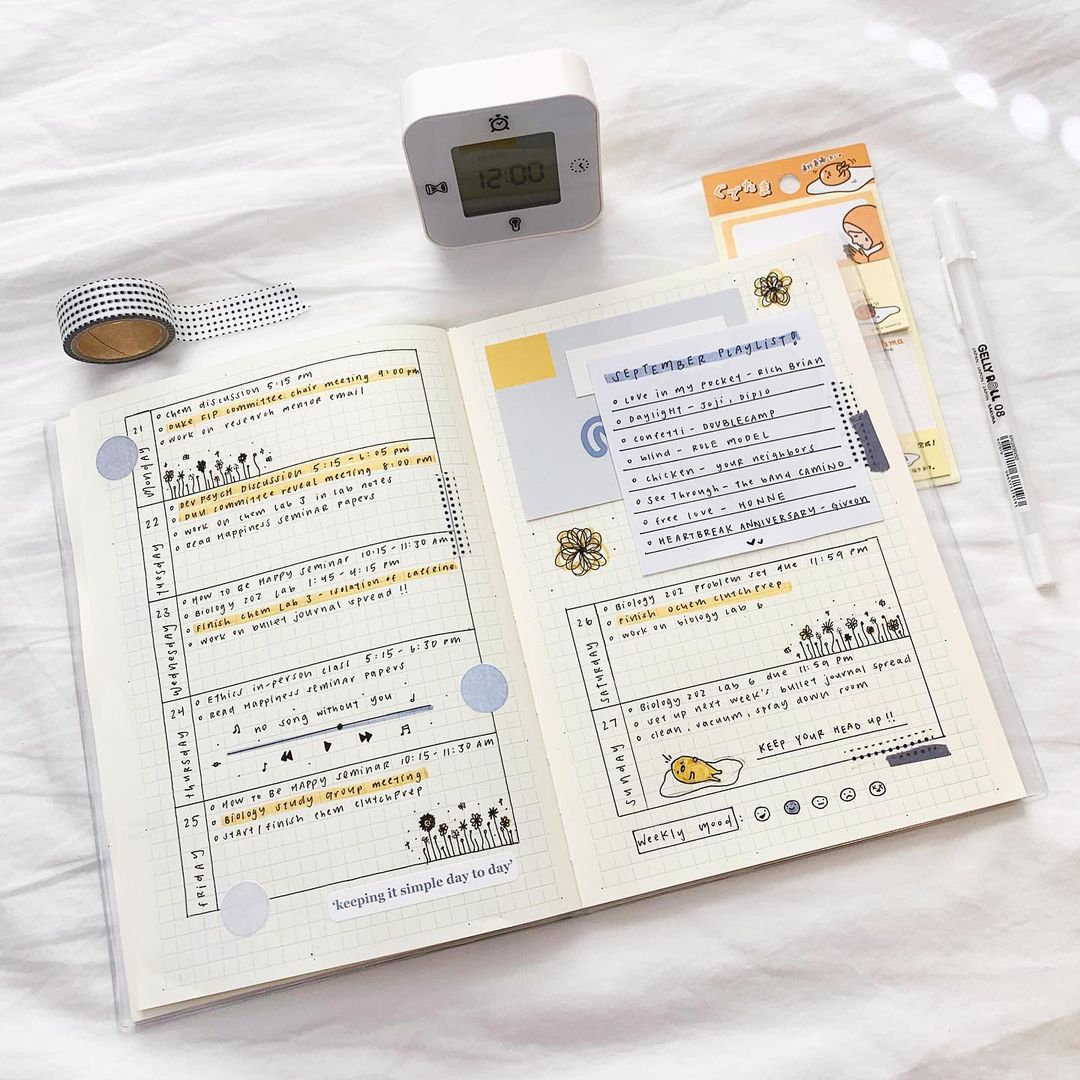 12:00
ぐでたま
GELLY ROLL 08
JAPAN
SAKURA
21
MONDAY
chem discussion 5:15 pm
DUKE FIP committee chair meeting 9:00 pm
work on research mentor email
22
Tuesday
DEV PSYCH DISCUSSION 5:15 - 6:05 pm
committee reveal meeting 8:00 pm
work on chem lab 3 in lab notes
Read Happiness seminar papers
23
Wednesday
HOW TO BE HAPPY SEMINAR 10:15 - 11:30 AM
Biology 202 Lab 1:45 - 4:15 pm
Finish chem Lab 3 - isolation of caffeine
work on bullet journal spread !!
24
Thursday
Ethics in-person class 5:15 - 6:30 pm
Read Happiness seminar papers
no song without you
25
Friday
HOW TO BE HAPPY SEMINAR 10:15 - 11:30 AM
Biology study group meeting
start/finish chem clutchprep
‘keeping it simple day to day’
SEPTEMBER PLAYLIST!
Love in my pocket - Rich Brian
Daylight - Joji, Diplo
confetti - DOUBLECAMP
blind - ROLE MODEL
chicken - your neighbors
See Through - The band CAMINO
free love - HONNE
HEARTBREAK ANNIVERSARY - Giveon
26
Saturday
Biology 202 Problem set due 11:59 pm
Finish ochem clutchprep
work on biology lab 6
27
Sunday
Biology 202 Lab 6 due 11:59 pm
set up next week's bullet journal spread
clean, vacuum, spray down room
KEEP YOUR HEAD up !!
weekly mood :